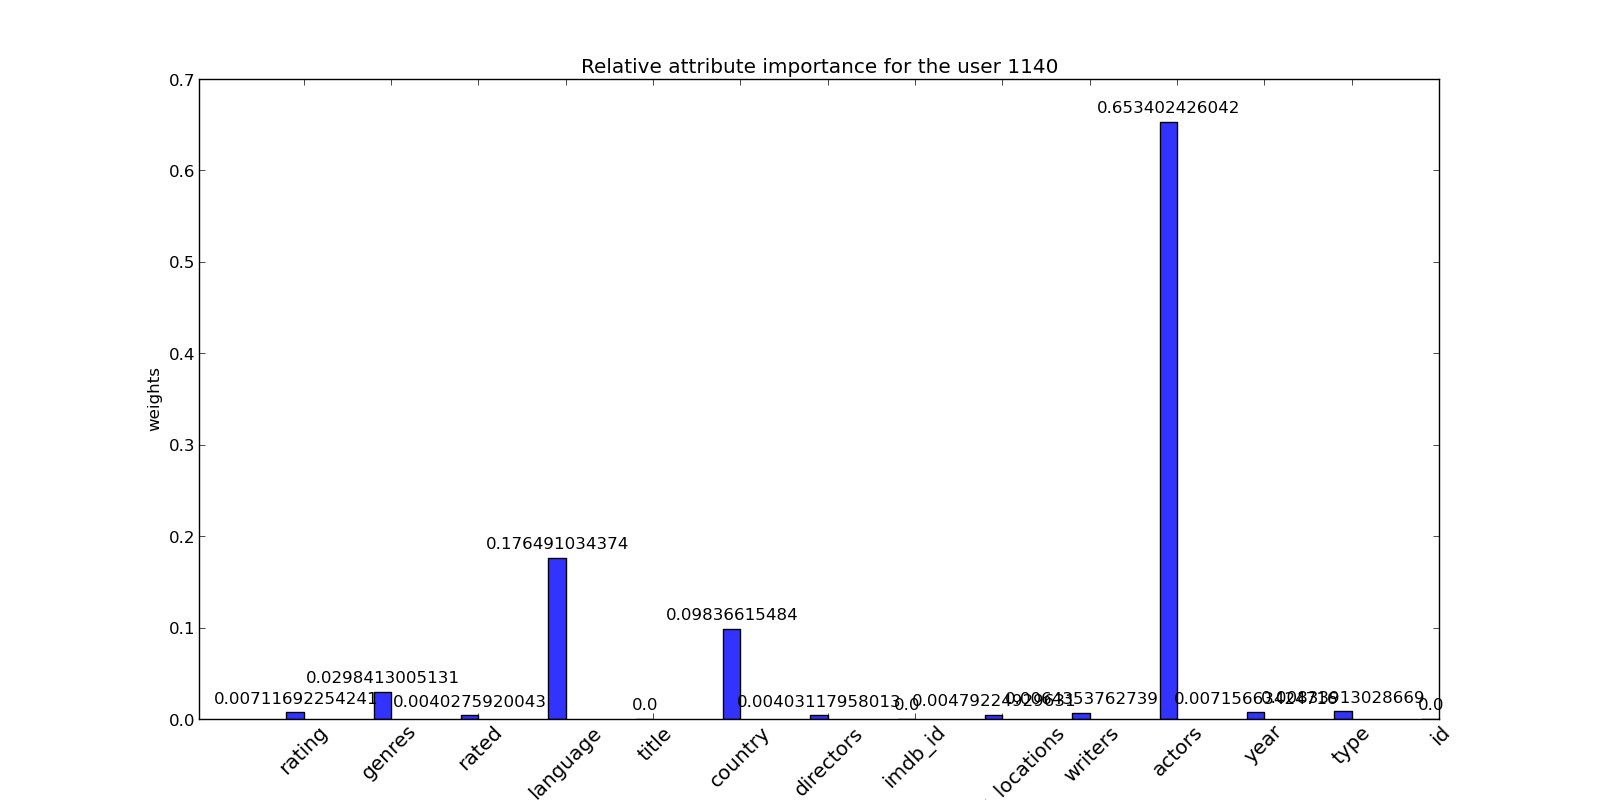 Relative attribute importance for the user 1140
0.7
0.6
0.5
0.4
0.3
0.2
0.1
0.0
weights
0.653402426042
0.176491034374
0.09836615484
0.0298413005131
0.0040275920043
0.0
0.00403117958013
0.0
0.0064353762739
0.0
rating
genres
rated
language
title
country
directors
imdb_id
locations
writers
actors
year
type
id